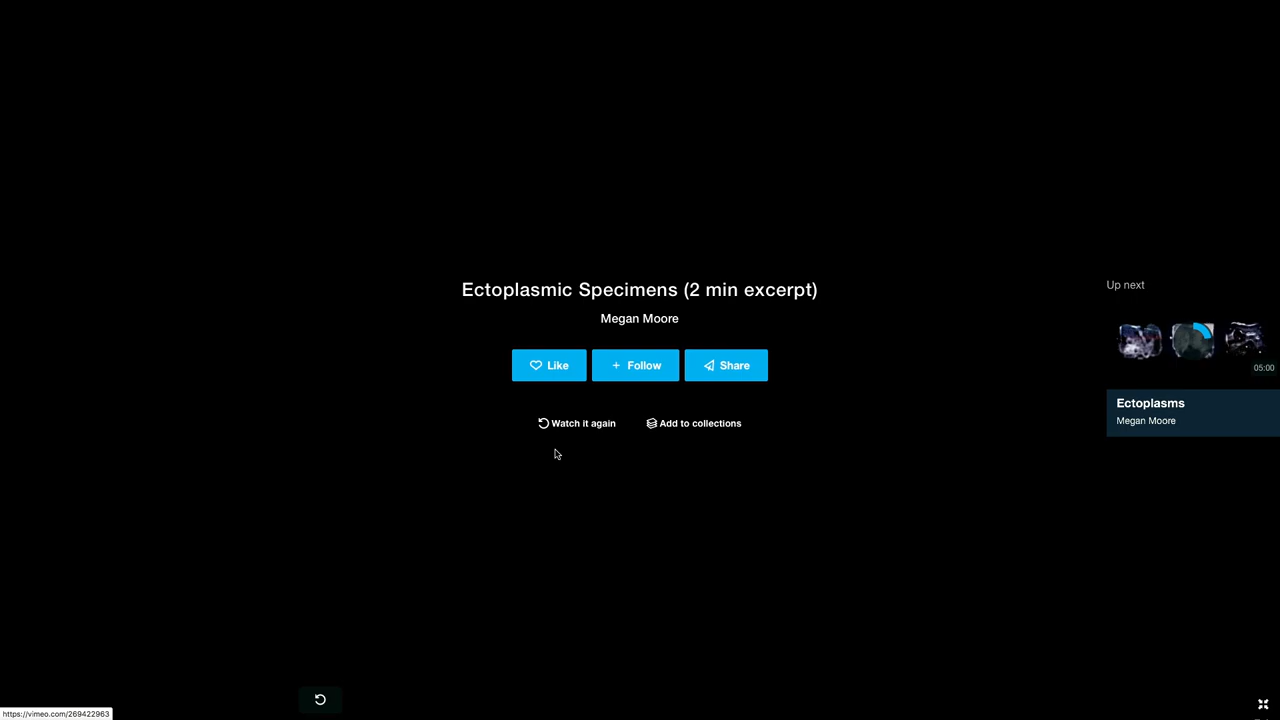 Ectoplasmic Specimens (2 min excerpt)
Megan Moore
Like
Follow
Share
Watch it again
Add to collections
Up next
05:00
Ectoplasms
Megan Moore
https://vimeo.com/269422963